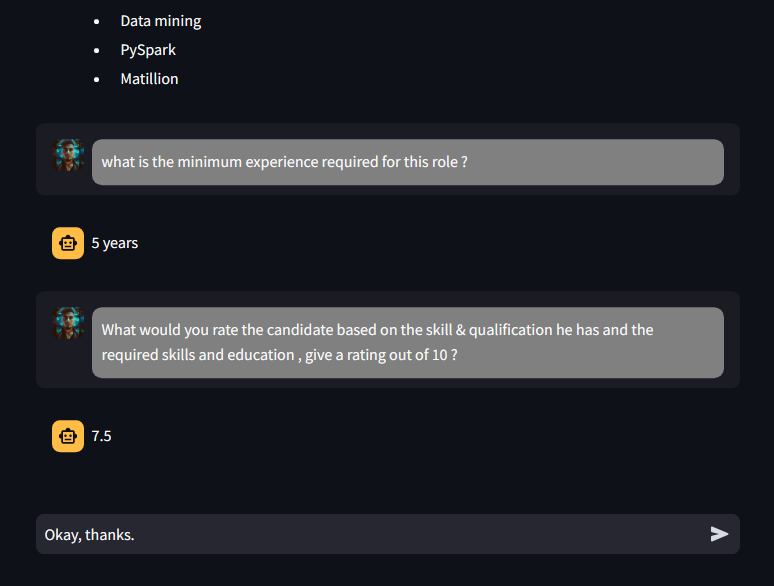 Data mining
PySpark
Matillion
what is the minimum experience required for this role ?
5 years
What would you rate the candidate based on the skill & qualification he has and the
required skills and education , give a rating out of 10 ?
7.5
Okay, thanks.